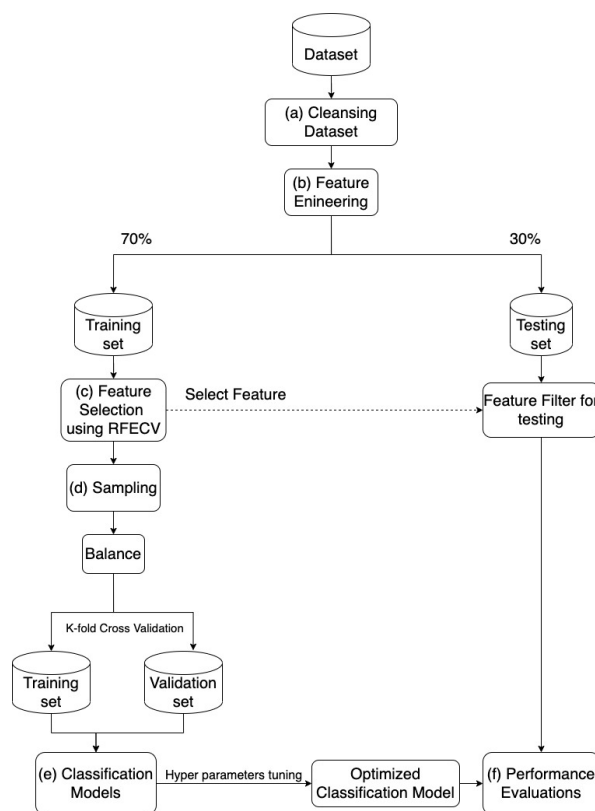 Dataset
(a) Cleansing
Dataset
(b) Feature
Enineering
70%
30%
Training
set
Testing
set
(c) Feature
Selection
using RFECV
Select Feature
Feature Filter for
testing
(d) Sampling
Balance
K-fold Cross Validation
Training
set
Validation
set
(e) Classification
Models
Hyper parameters tuning
Optimized
Classification Model
(f) Performance
Evaluations